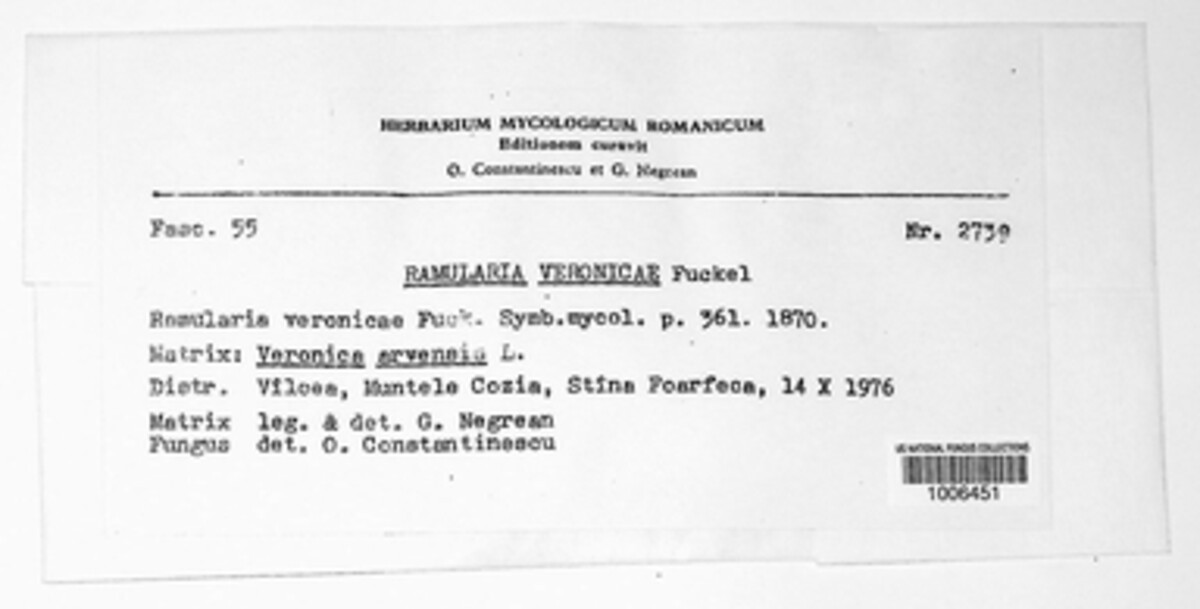 HERBARIUM MYCOLOGICUM ROMANICUM
Editionem curavit
O. Constantinescu et G. Negrean
Fasc. 55
Nr. 2739
RAMULARIA VERONICAE Fuckel
Ramularia veronicae Fuck. Symb.mycol. p. 361. 1870.
Matrix: Veronica arvensis L.
Distr. Vîlcea, Muntele Cozia, Stîna Foarfeca, 14 X 1976
Matrix leg. & det. G. Negrean
Fungus det. O. Constantinescu
US NATIONAL FUNGUS COLLECTIONS
1006451